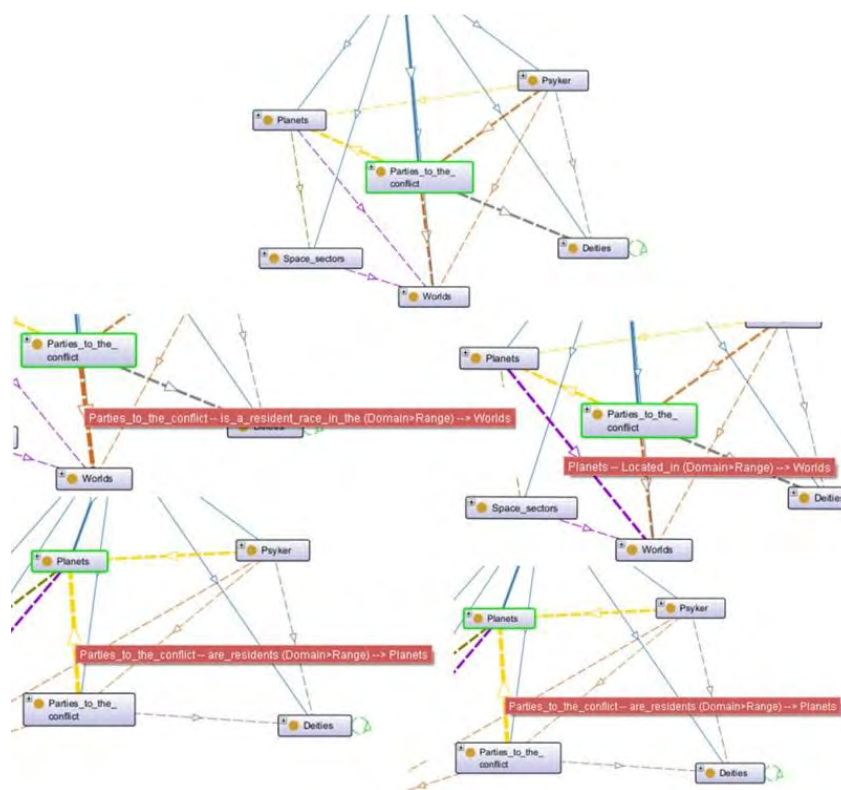 Psyker
Planets
Parties_to_the_
conflict
Deities
Space_sectors
Worlds
Parties_to_the_
conflict
Parties_to_the_conflict -- is_a_resident_race_in_the (Domain>Range) --> Worlds
Worlds
Planets
Parties_to_the_
conflict
Planets -- Located_in (Domain>Range) --> Worlds
Deities
Space_sectors
Worlds
Planets
Psyker
Parties_to_the_conflict -- are_residents (Domain>Range) --> Planets
Parties_to_the_
conflict
Deities
Planets
Psyker
Parties_to_the_conflict -- are_residents (Domain>Range) --> Planets
Parties_to_the_
conflict
Deities